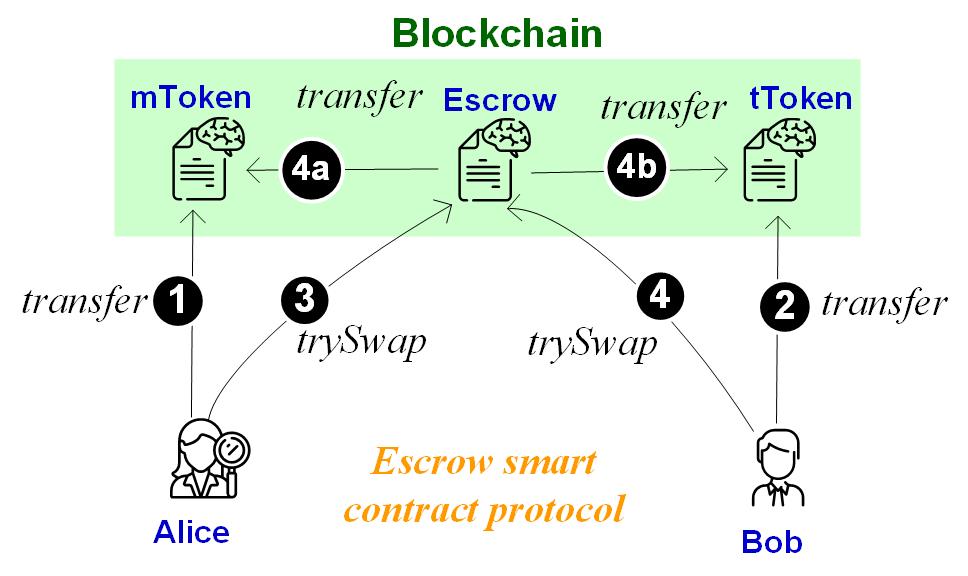 Blockchain
mToken
transfer
Escrow
transfer
tToken
4a
4b
transfer
1
3
4
2
transfer
trySwap
trySwap
Escrow smart
contract protocol
Alice
Bob